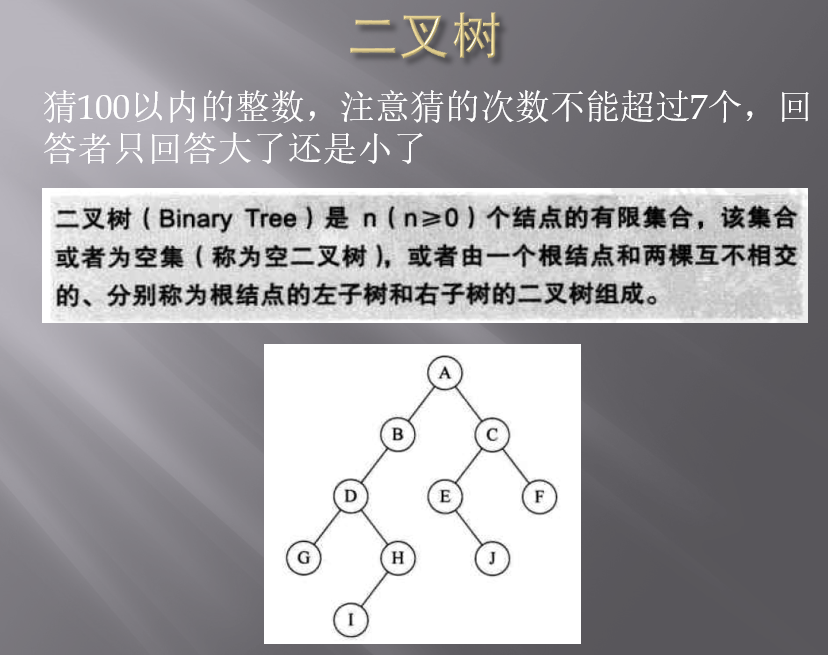 二叉树
猜100以内的整数，注意猜的次数不能超过7个，回
答者只回答大了还是小了
二叉树（Binary Tree）是 n（n≥0）个结点的有限集合，该集合
或者为空集（称为空二叉树），或者由一个根结点和两棵互不相交
的、分别称为根结点的左子树和右子树的二叉树组成。
A
B C
D E F
G H J
I